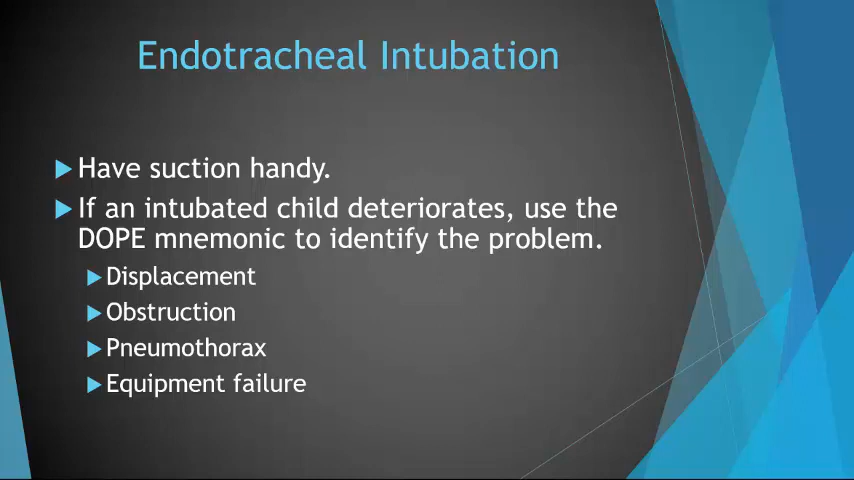 Endotracheal Intubation
Have suction handy.
If an intubated child deteriorates, use the
DOPE mnemonic to identify the problem.
Displacement
Obstruction
Pneumothorax
Equipment failure